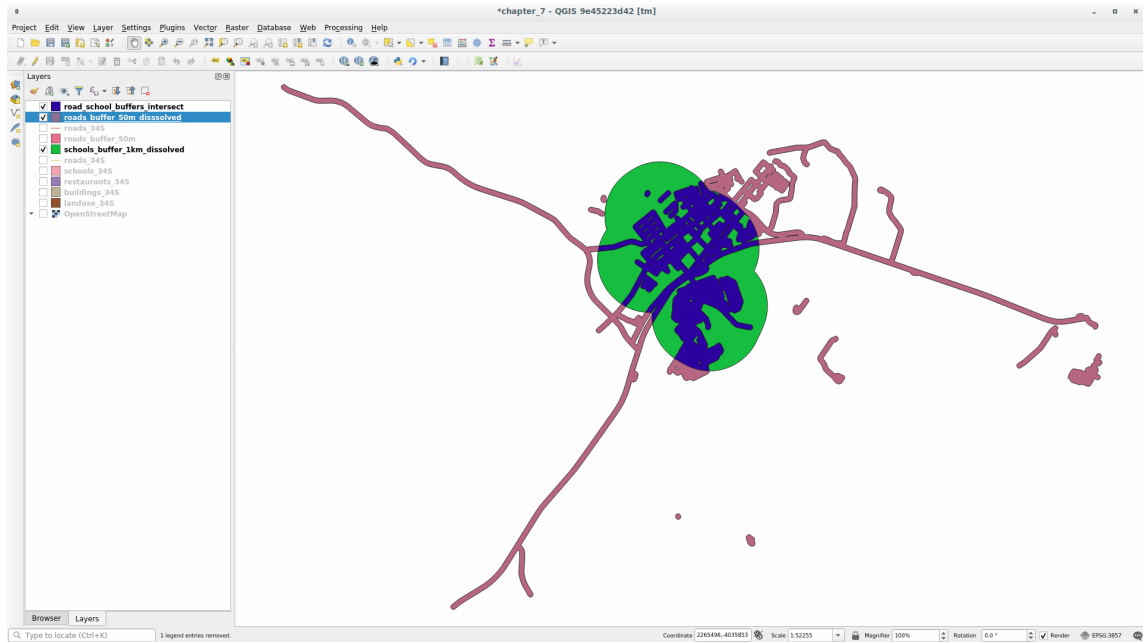 *chapter_7 - QGIS 9e45223d42 [tm]
Project Edit View Layer Settings Plugins Vector Raster Database Web Processing Help
Layers
road_school_buffers_intersect
roads_buffer_50m_disssolved
roads_34S
roads_buffer_50m
schools_buffer_1km_dissolved
roads_34S
schools_34S
restaurants_34S
buildings_34S
landuse_34S
OpenStreetMap
Browser Layers
Type to locate (Ctrl+K) 1 legend entries removed. Coordinate 2265496,-4035853 Scale 1:52255 Magnifier 100% Rotation 0.0 ° Render EPSG:3857